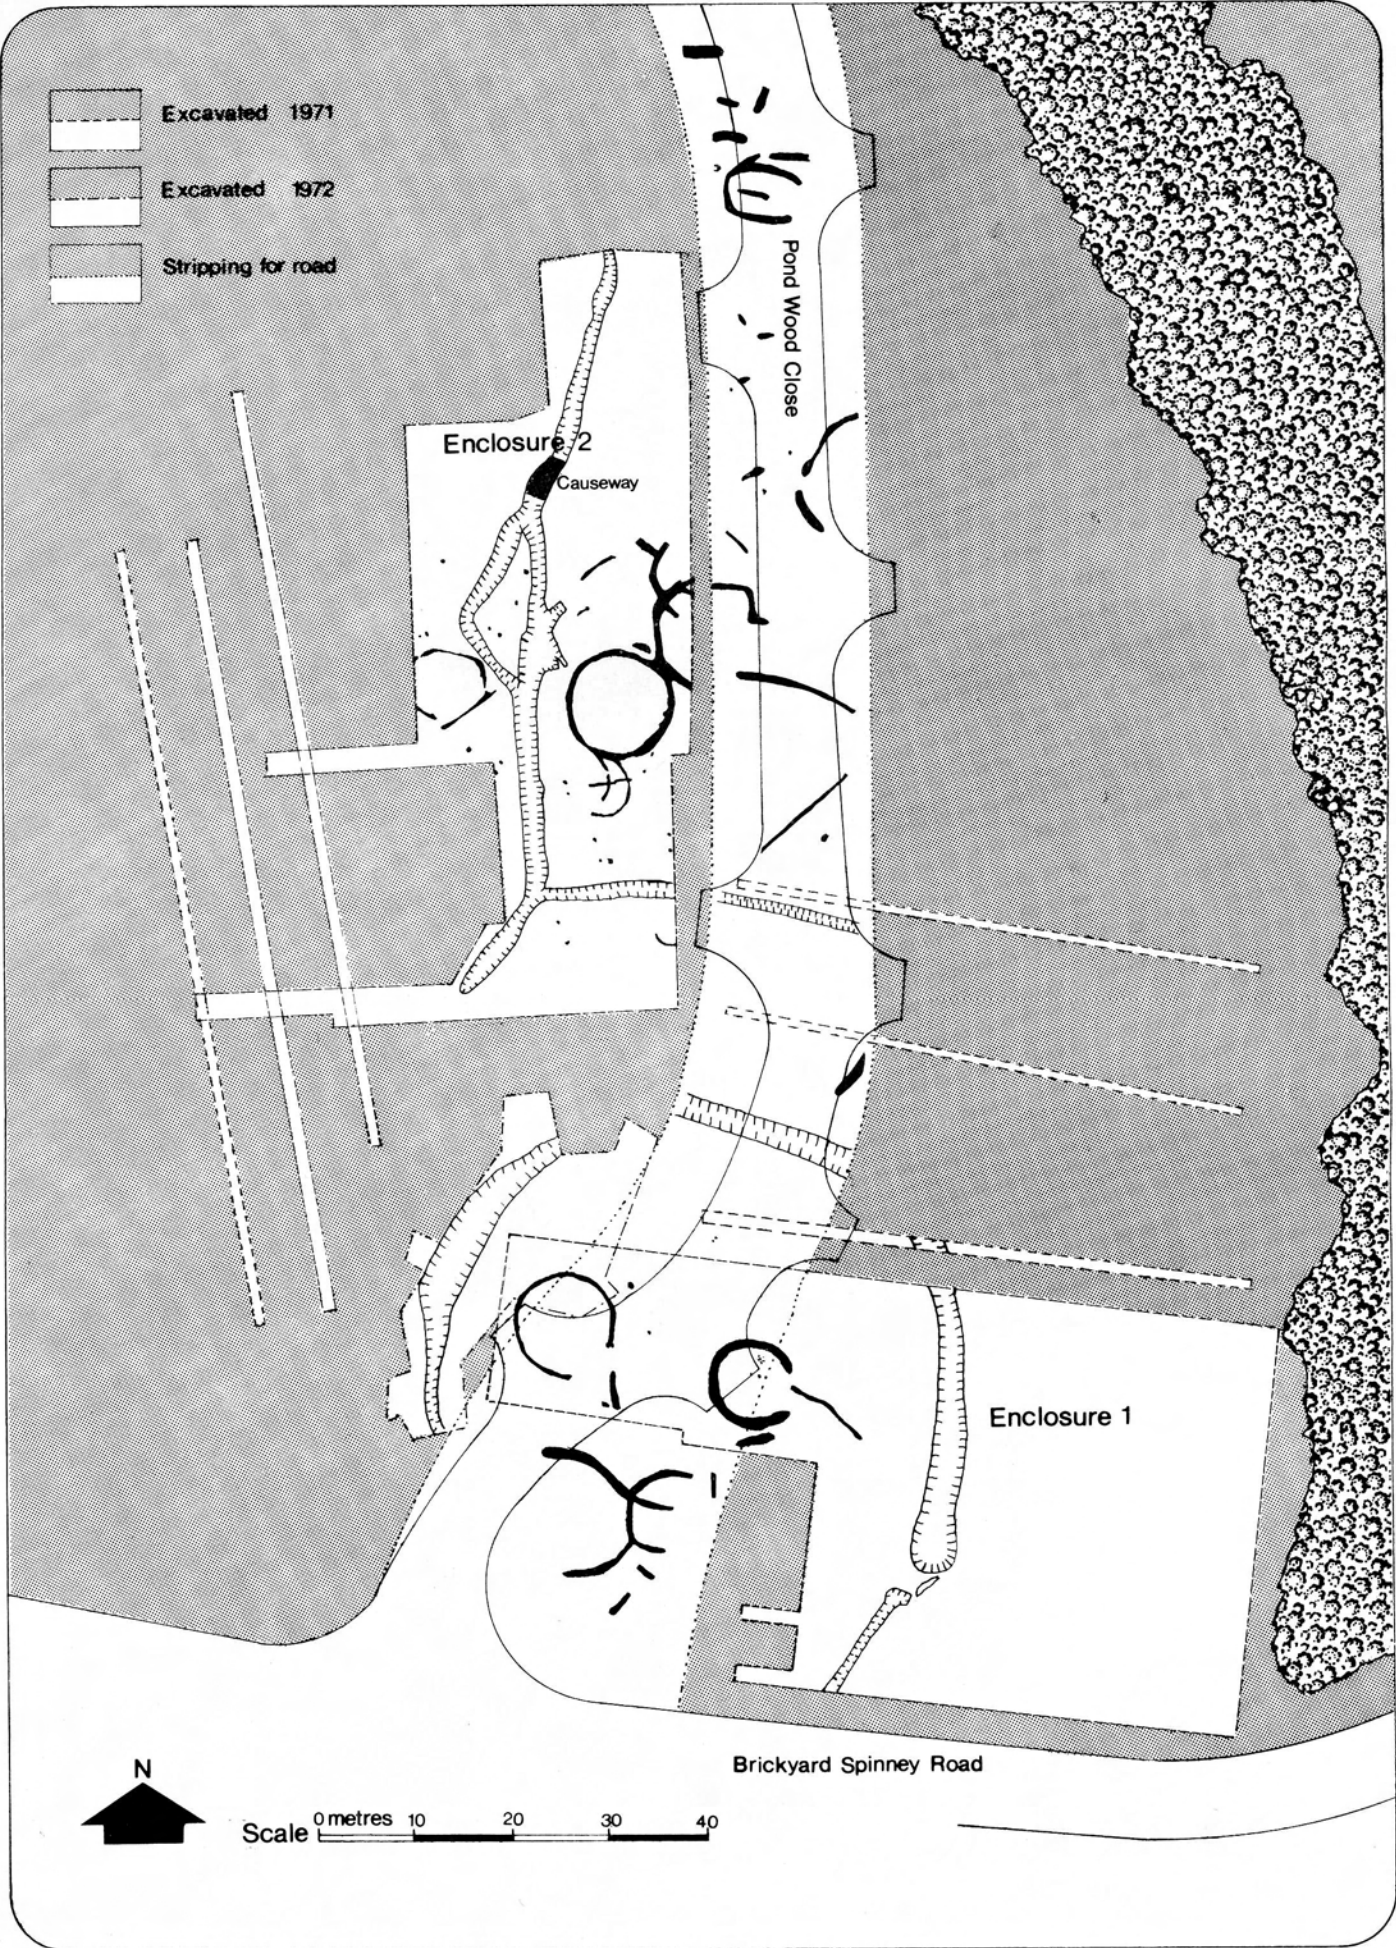 Excavated 1971
Excavated 1972
Stripping for road
Pond Wood Close
Enclosure 2
Causeway
Enclosure 1
Brickyard Spinney Road
N
Scale 0 metres 10 20 30 40